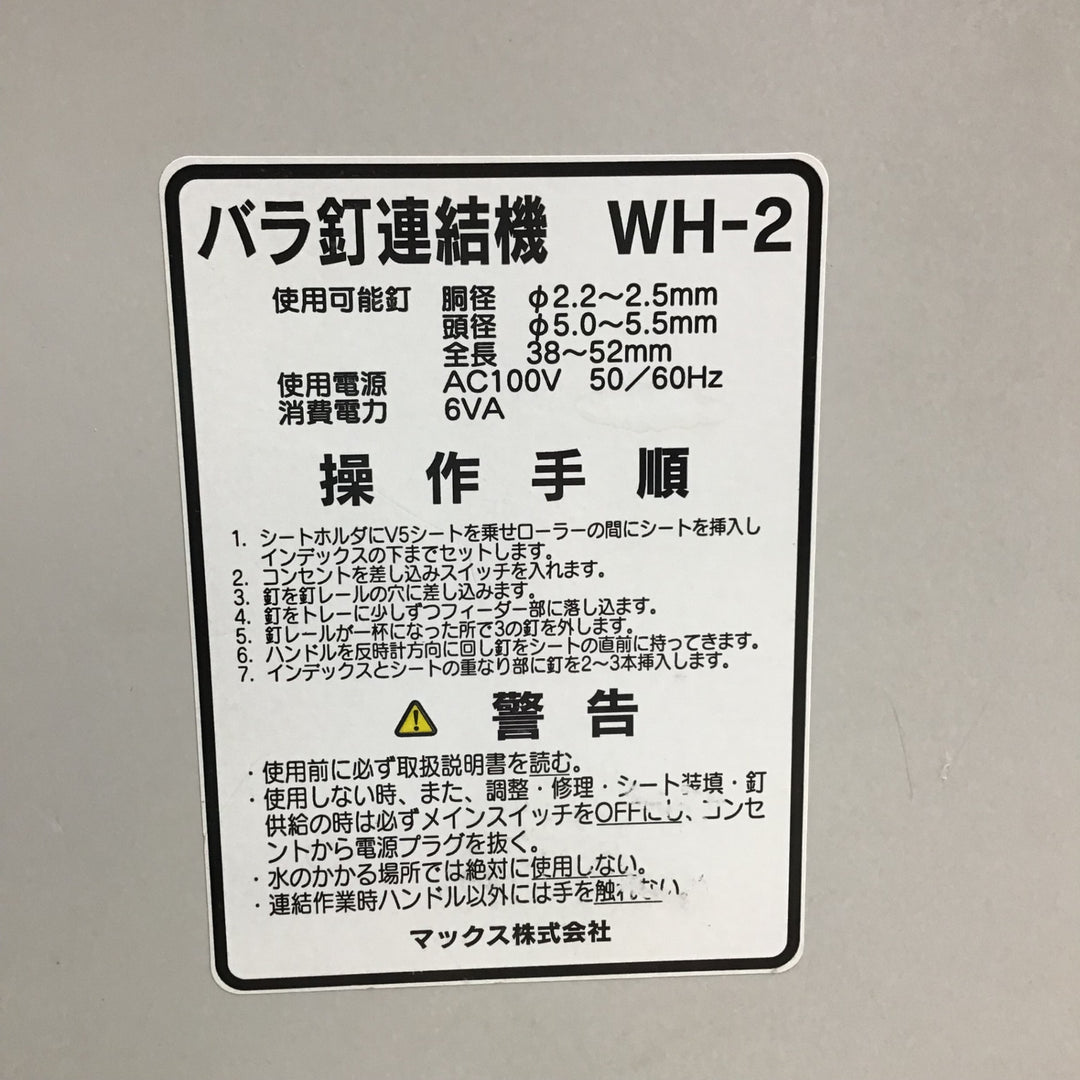 バラ釘連結機　WH-2
使用可能釘　胴径　φ2.2～2.5mm
頭径　φ5.0～5.5mm
全長　38～52mm
使用電源　AC100V　50／60Hz
消費電力　6VA
操作手順
1. シートホルダにV5シートを乗せローラーの間にシートを挿入し
インデックスの下までセットします。
2. コンセントを差し込みスイッチを入れます。
3. 釘を釘レールの穴に差し込みます。
4. 釘をトレーに少しずつフィーダー部に落し込ます。
5. 釘レールが一杯になった所で3の釘を外します。
6. ハンドルを反時計方向に回し釘をシートの直前に持ってきます。
7. インデックスとシートの重なり部に釘を2～3本挿入します。
警告
・使用前に必ず取扱説明書を読む。
・使用しない時、また、調整・修理・シート装填・釘
供給の時は必ずメインスイッチをOFFにし、コンセ
ントから電源プラグを抜く。
・水のかかる場所では絶対に使用しない。
・連結作業時ハンドル以外には手を触れない。
マックス株式会社